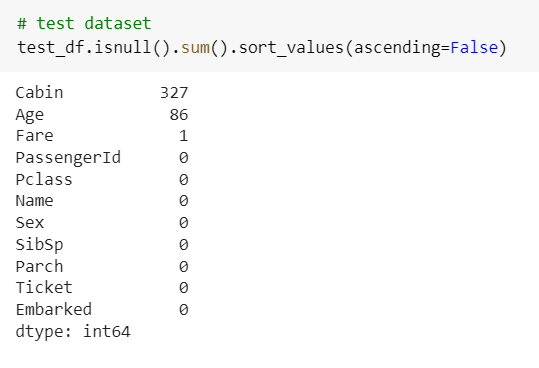 # test dataset
test_df.isnull().sum().sort_values(ascending=False)
Cabin 327
Age 86
Fare 1
PassengerId 0
Pclass 0
Name 0
Sex 0
SibSp 0
Parch 0
Ticket 0
Embarked 0
dtype: int64